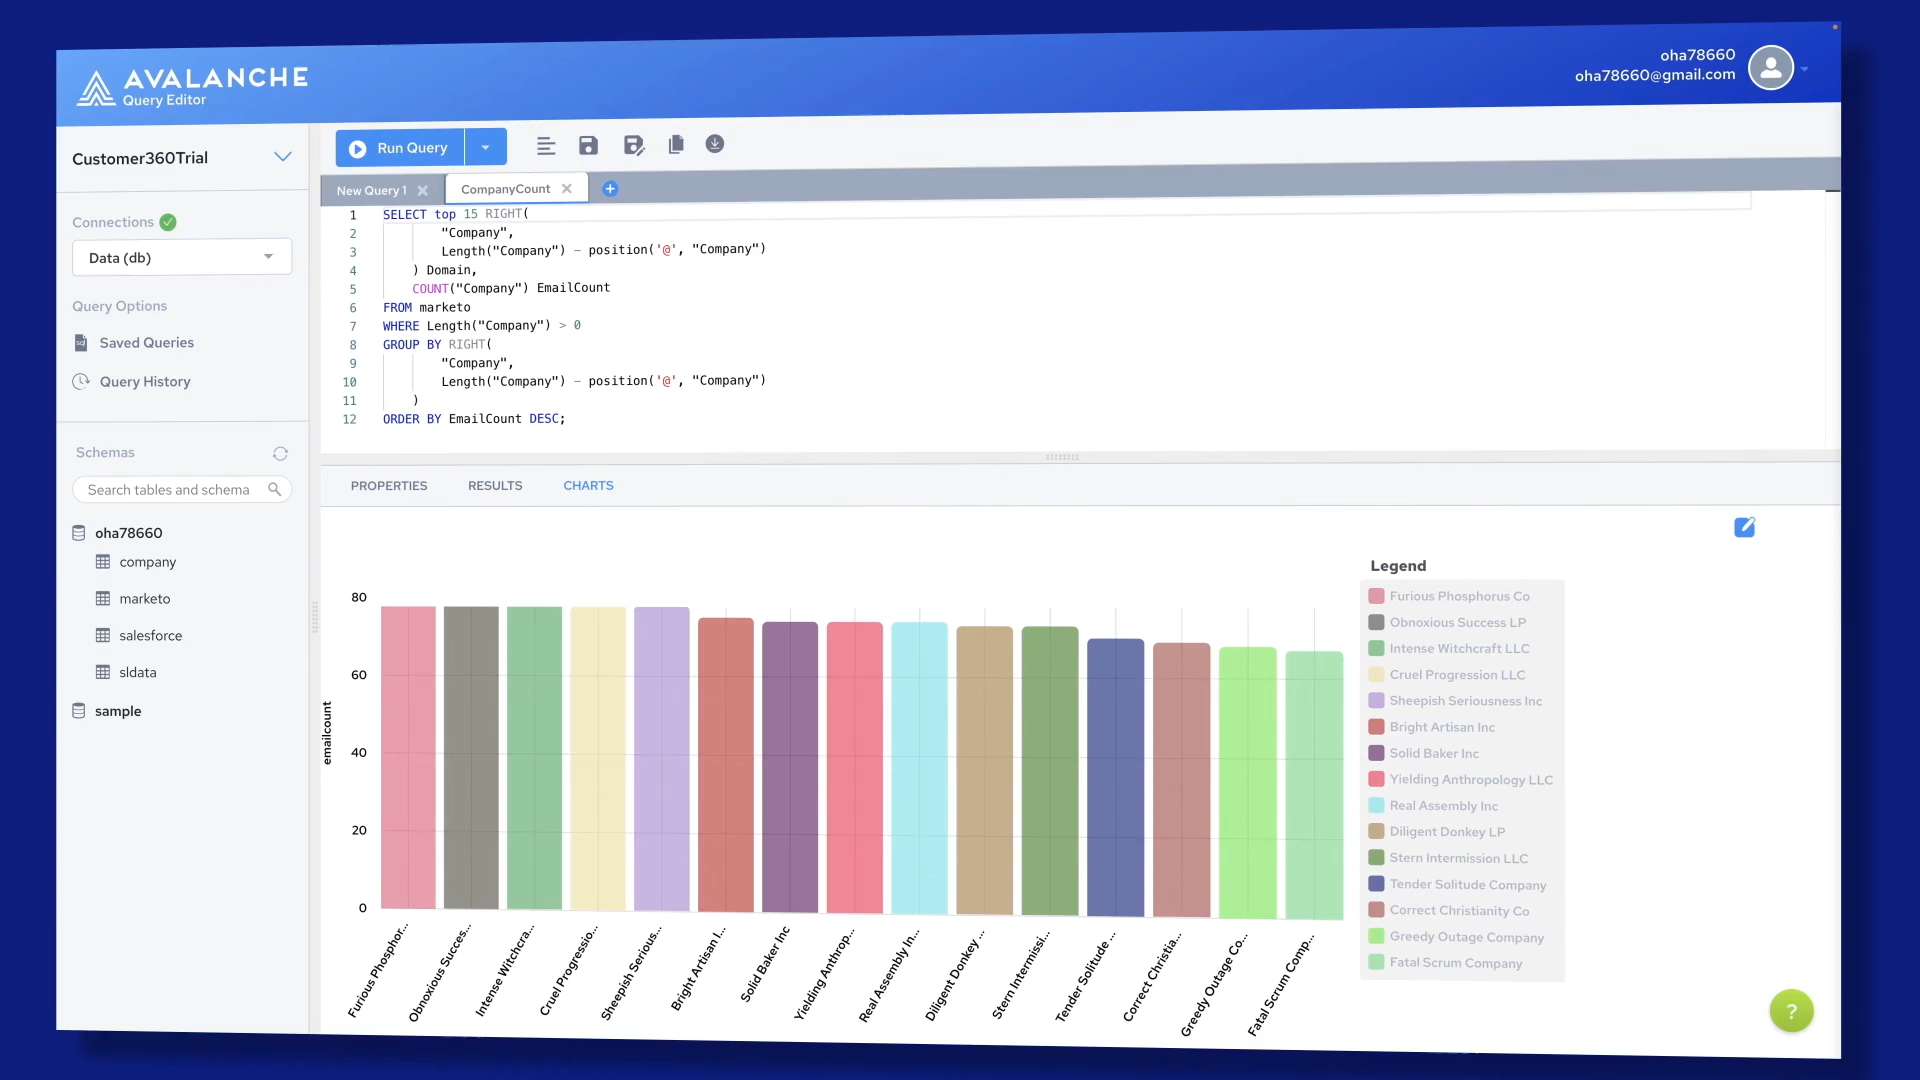 AVALANCHE
Query Editor
oha78660
oha78660@gmail.com
Customer360Trial
Connections
Data (db)
Query Options
Saved Queries
Query History
Schemas
Search tables and schema
oha78660
company
marketo
salesforce
sldata
sample
Run Query
New Query 1
CompanyCount
1 SELECT top 15 RIGHT(
2 "Company",
3 Length("Company") - position('@', "Company")
4 ) Domain,
5 COUNT("Company") EmailCount
6 FROM marketo
7 WHERE Length("Company") > 0
8 GROUP BY RIGHT(
9 "Company",
10 Length("Company") - position('@', "Company")
11 )
12 ORDER BY EmailCount DESC;
PROPERTIES RESULTS CHARTS
emailcount
80
60
40
20
0
Furious Phosphor...
Obnoxious Succes...
Intense Witchcra...
Cruel Progressio...
Sheepish Serious...
Bright Artisan I...
Solid Baker Inc
Yielding Anthrop...
Real Assembly In...
Diligent Donkey ...
Stern Intermissi...
Tender Solitude ...
Correct Christia...
Greedy Outage Co...
Fatal Scrum Comp...
Legend
Furious Phosphorus Co
Obnoxious Success LP
Intense Witchcraft LLC
Cruel Progression LLC
Sheepish Seriousness Inc
Bright Artisan Inc
Solid Baker Inc
Yielding Anthropology LLC
Real Assembly Inc
Diligent Donkey LP
Stern Intermission LLC
Tender Solitude Company
Correct Christianity Co
Greedy Outage Company
Fatal Scrum Company
?